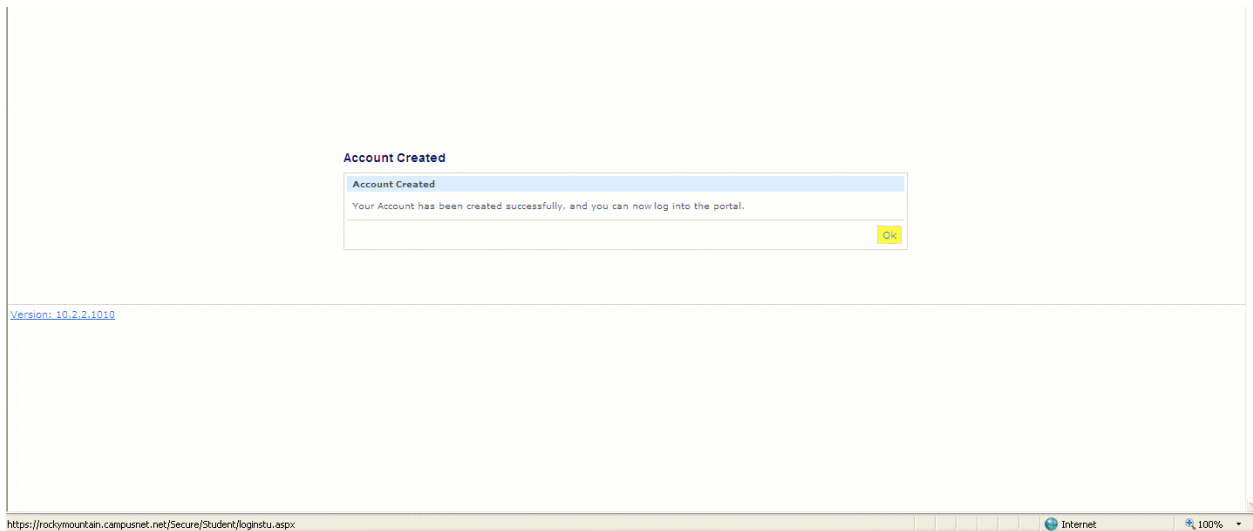 Account Created
Account Created
Your Account has been created successfully, and you can now log into the portal.
Ok
Version: 10.2.2.1010
https://rockymountain.campusnet.net/Secure/Student/loginstu.aspx Internet 100%